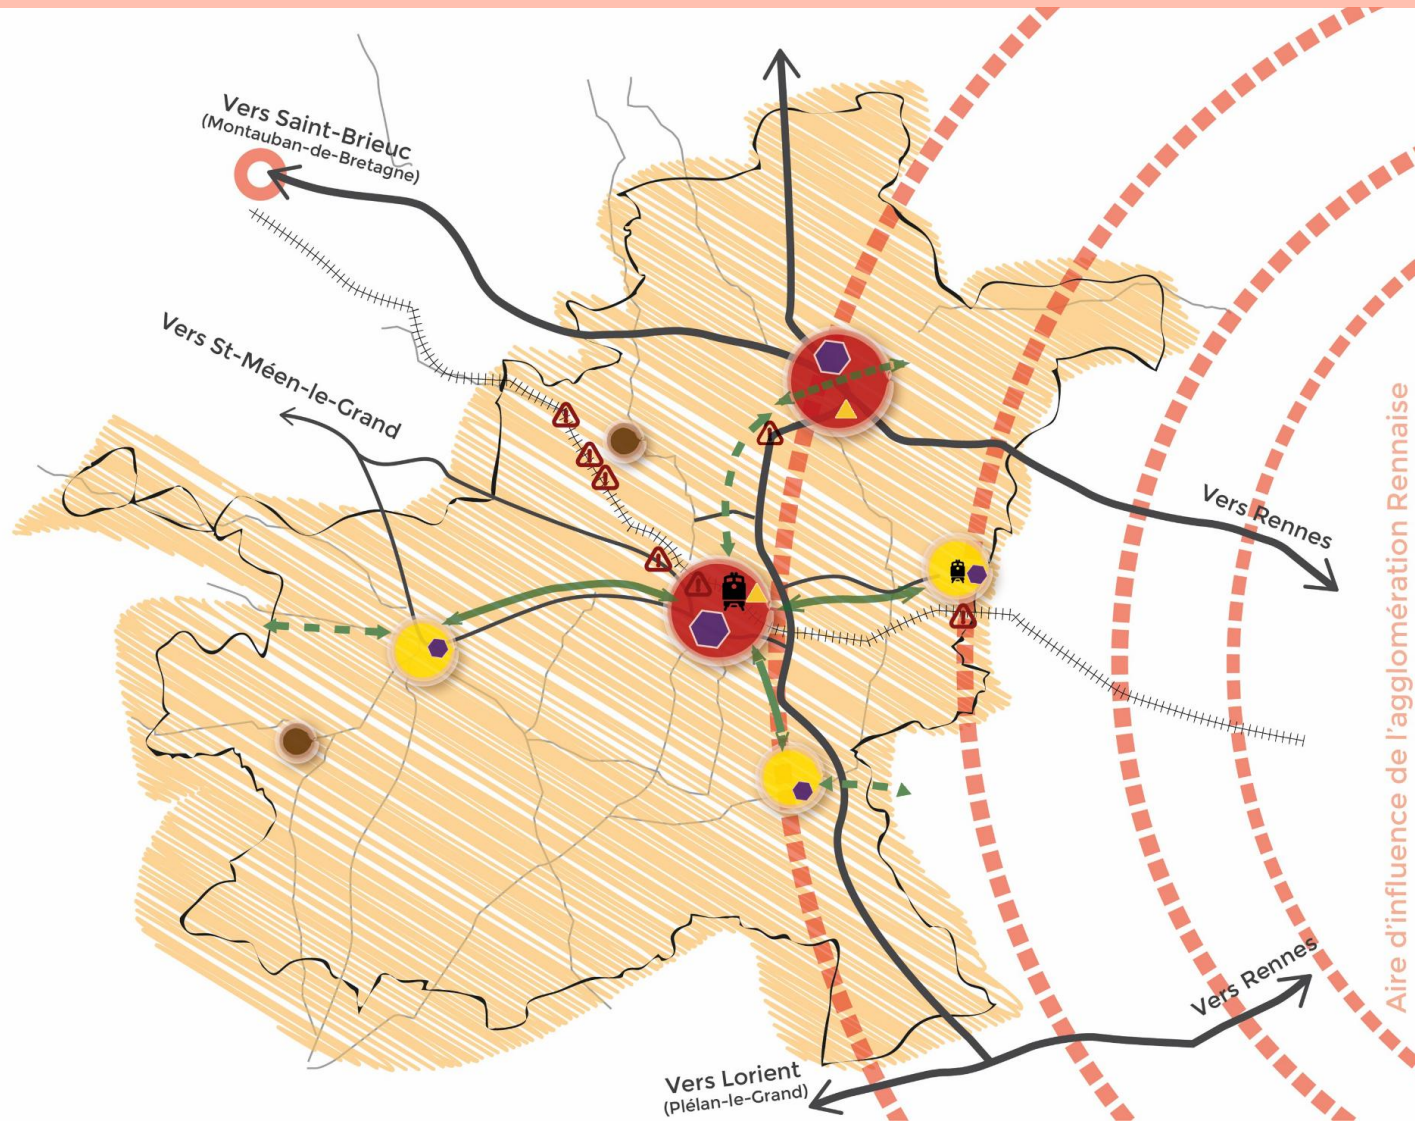 Vers Saint-Brieuc
(Montauban-de-Bretagne)
Vers St-Méen-le-Grand
Vers Rennes
Aire d'influence de l'agglomération Rennaise
Vers Rennes
Vers Lorient
(Plélan-le-Grand)